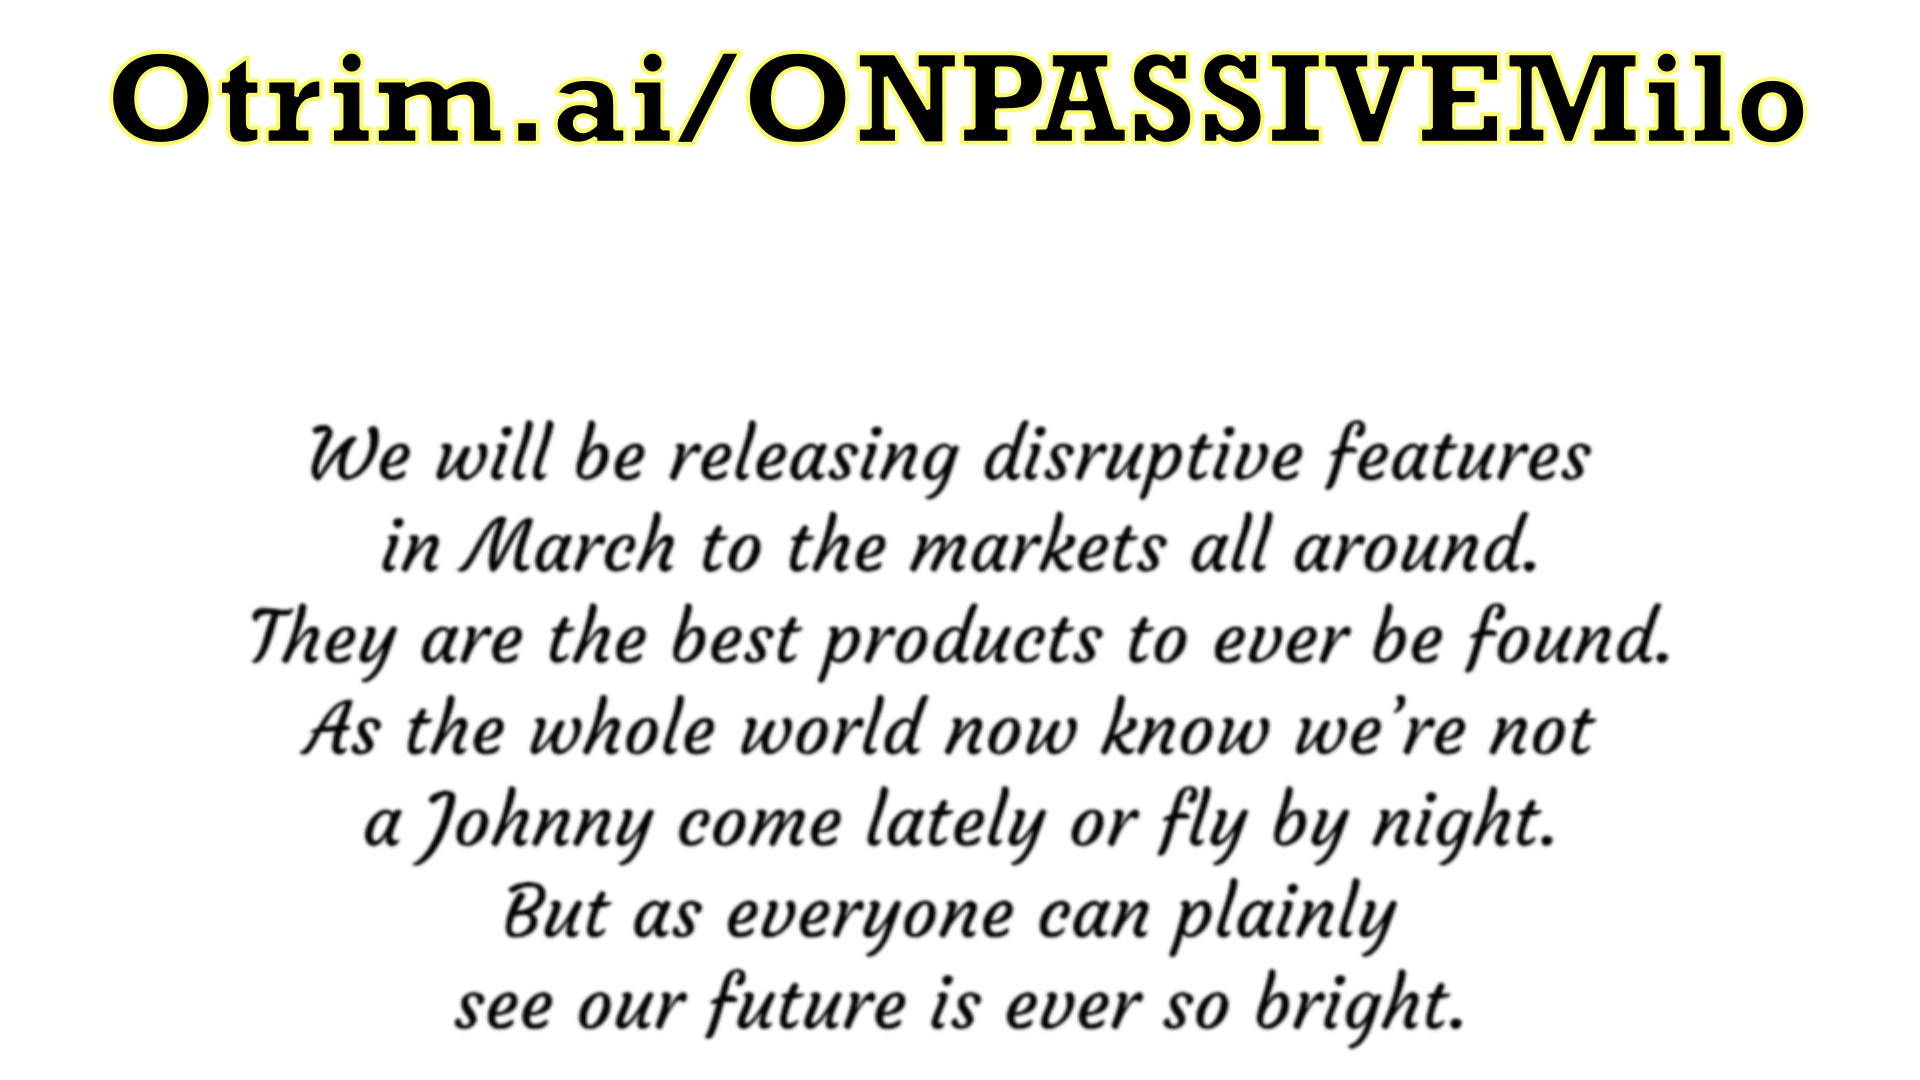 Otrim.ai/ONPASSIVEMilo
We will be releasing disruptive features
in March to the markets all around.
They are the best products to ever be found.
As the whole world now know we’re not
a Johnny come lately or fly by night.
But as everyone can plainly
see our future is ever so bright.